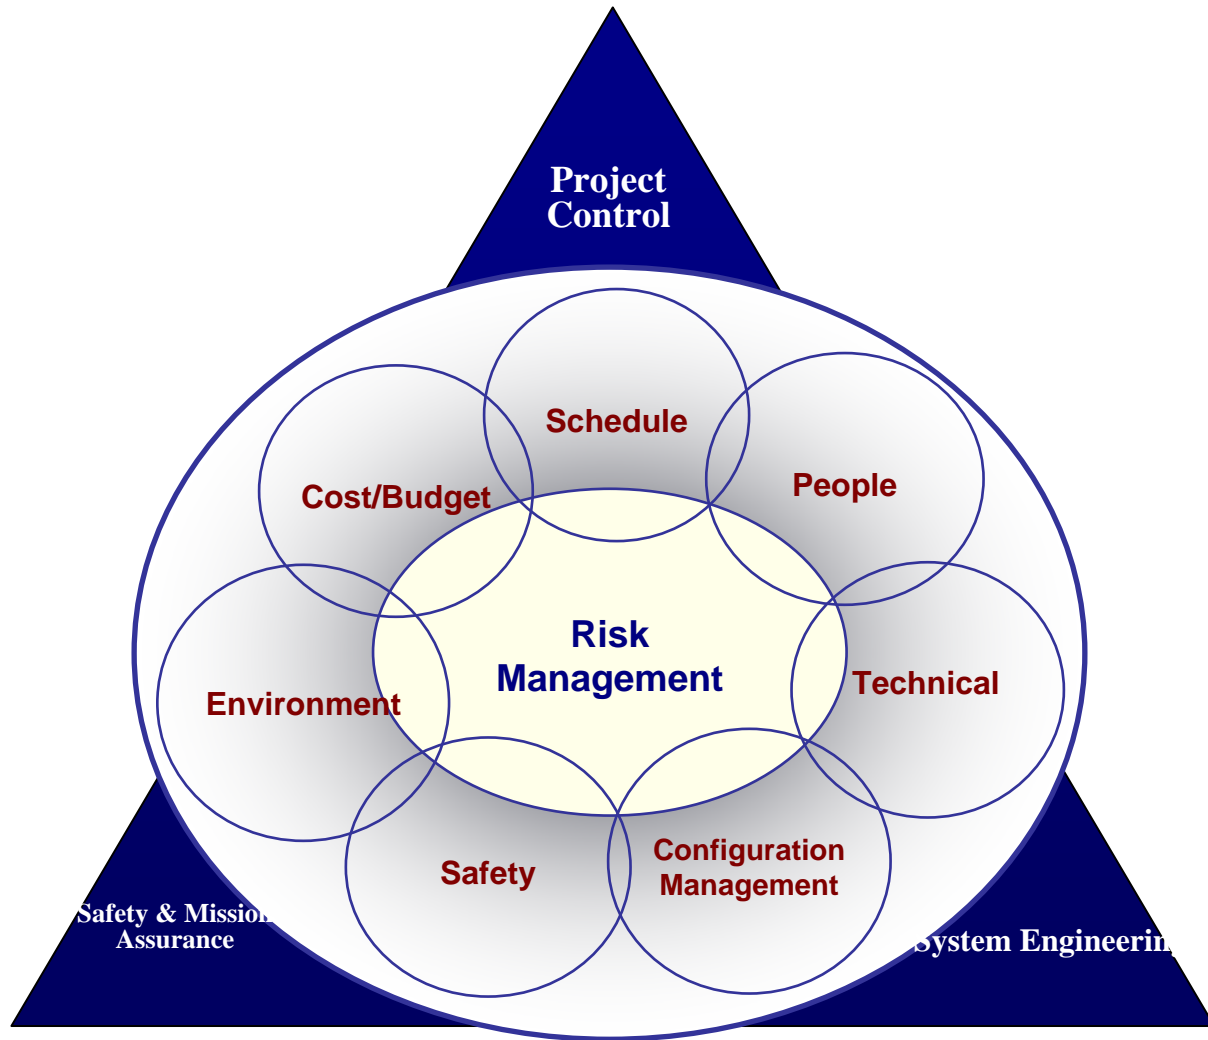 Project
Control
Schedule
People
Cost/Budget
Risk
Management
Technical
Environment
Configuration
Management
Safety
Safety & Mission
Assurance
System Engineerin